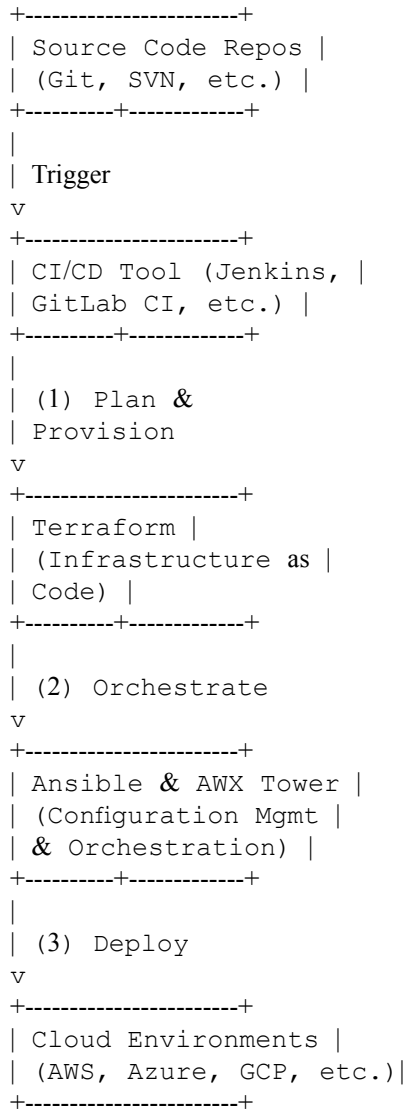 +------------------------+
| Source Code Repos |
| (Git, SVN, etc.) |
+----------+-------------+
|
| Trigger
v
+------------------------+
| CI/CD Tool (Jenkins, |
| GitLab CI, etc.) |
+----------+-------------+
|
| (1) Plan &
| Provision
v
+------------------------+
| Terraform |
| (Infrastructure as |
| Code) |
+----------+-------------+
|
| (2) Orchestrate
v
+------------------------+
| Ansible & AWX Tower |
| (Configuration Mgmt |
| & Orchestration) |
+----------+-------------+
|
| (3) Deploy
v
+------------------------+
| Cloud Environments |
| (AWS, Azure, GCP, etc.)|
+------------------------+